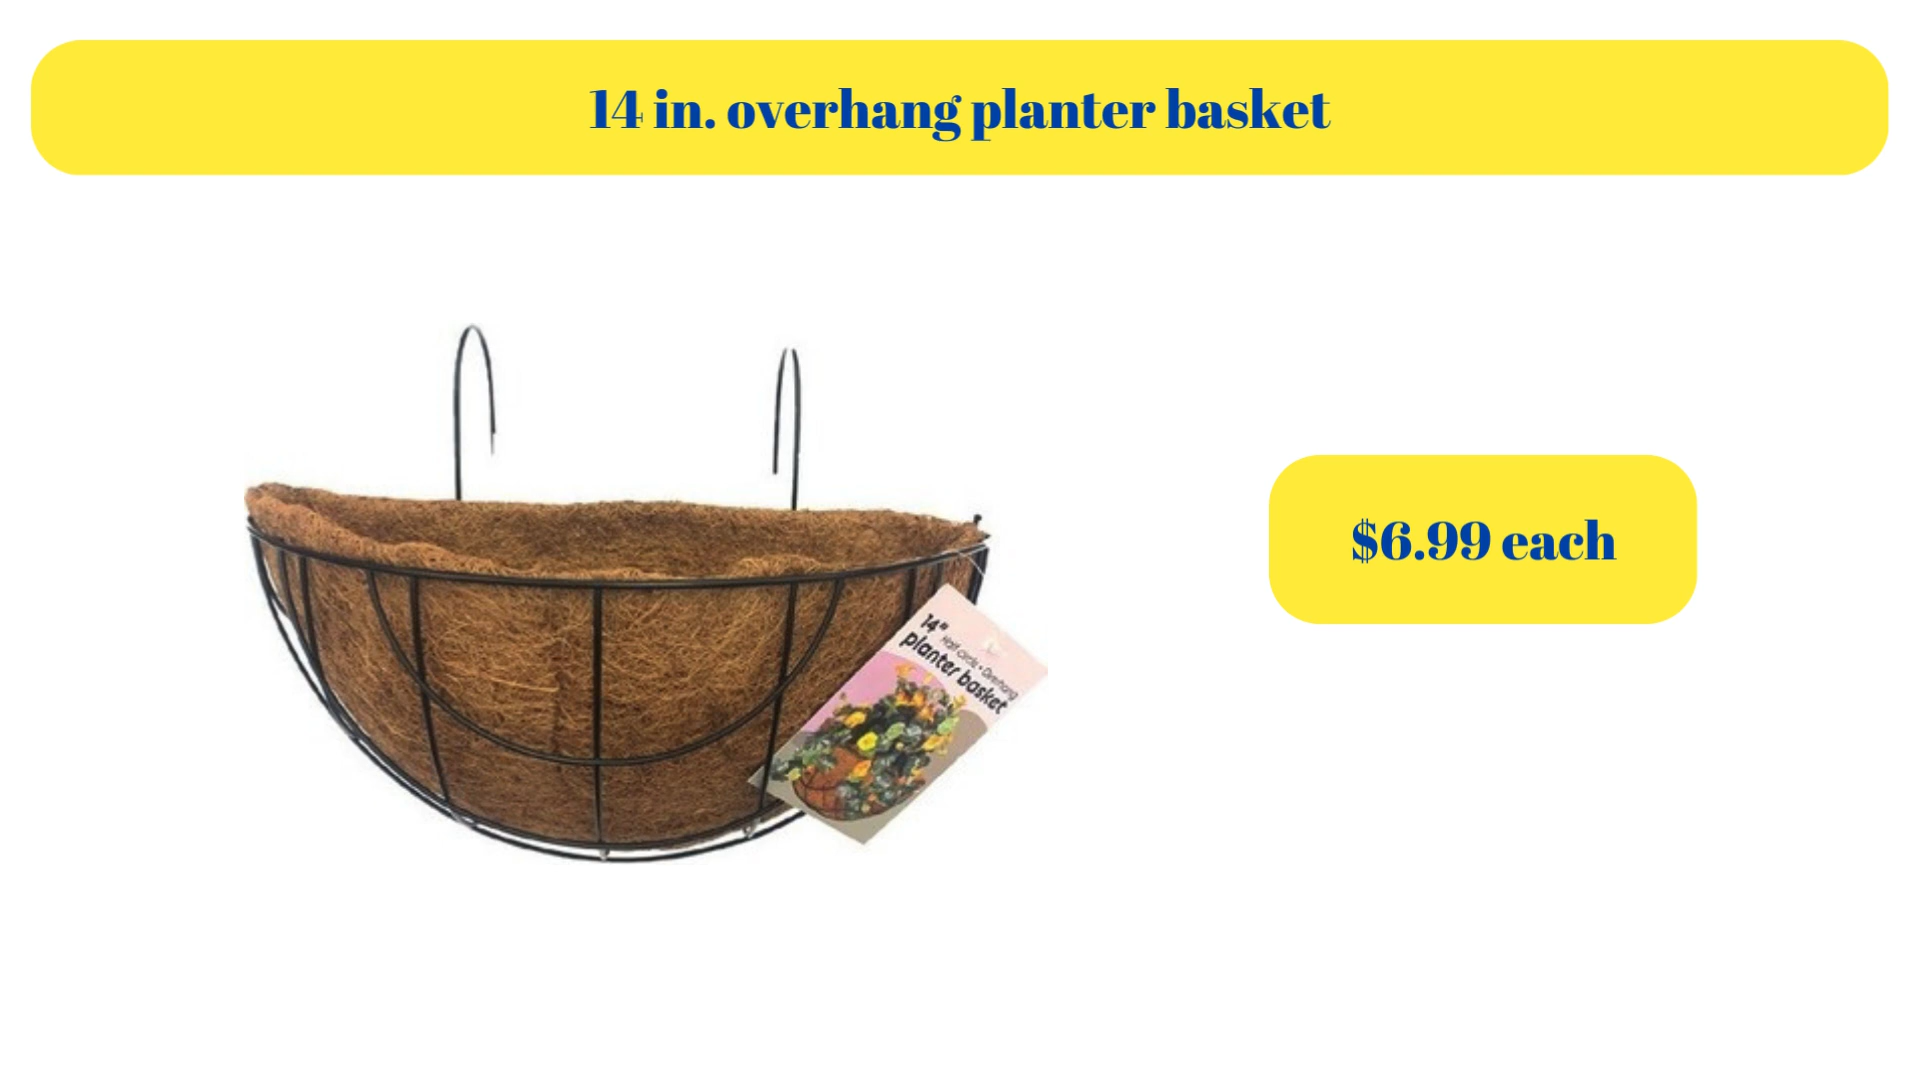 14 in. overhang planter basket
$6.99 each
14"
Half circle • Overhang
planter basket